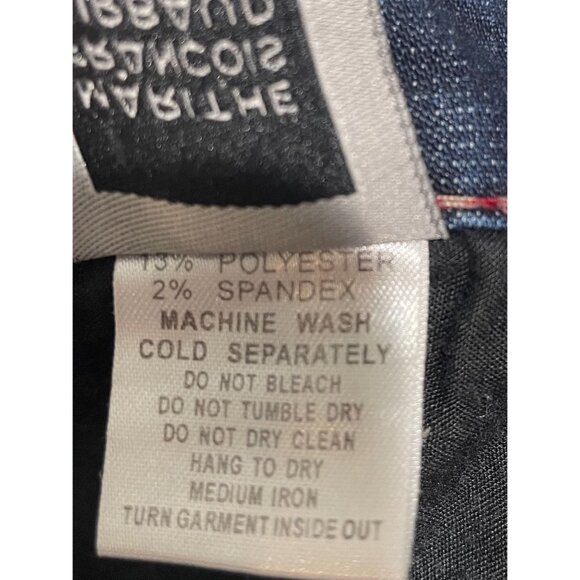 MARITHE
FRANCOIS
GIRBAUD
13% POLYESTER
2% SPANDEX
MACHINE WASH
COLD SEPARATELY
DO NOT BLEACH
DO NOT TUMBLE DRY
DO NOT DRY CLEAN
HANG TO DRY
MEDIUM IRON
TURN GARMENT INSIDE OUT